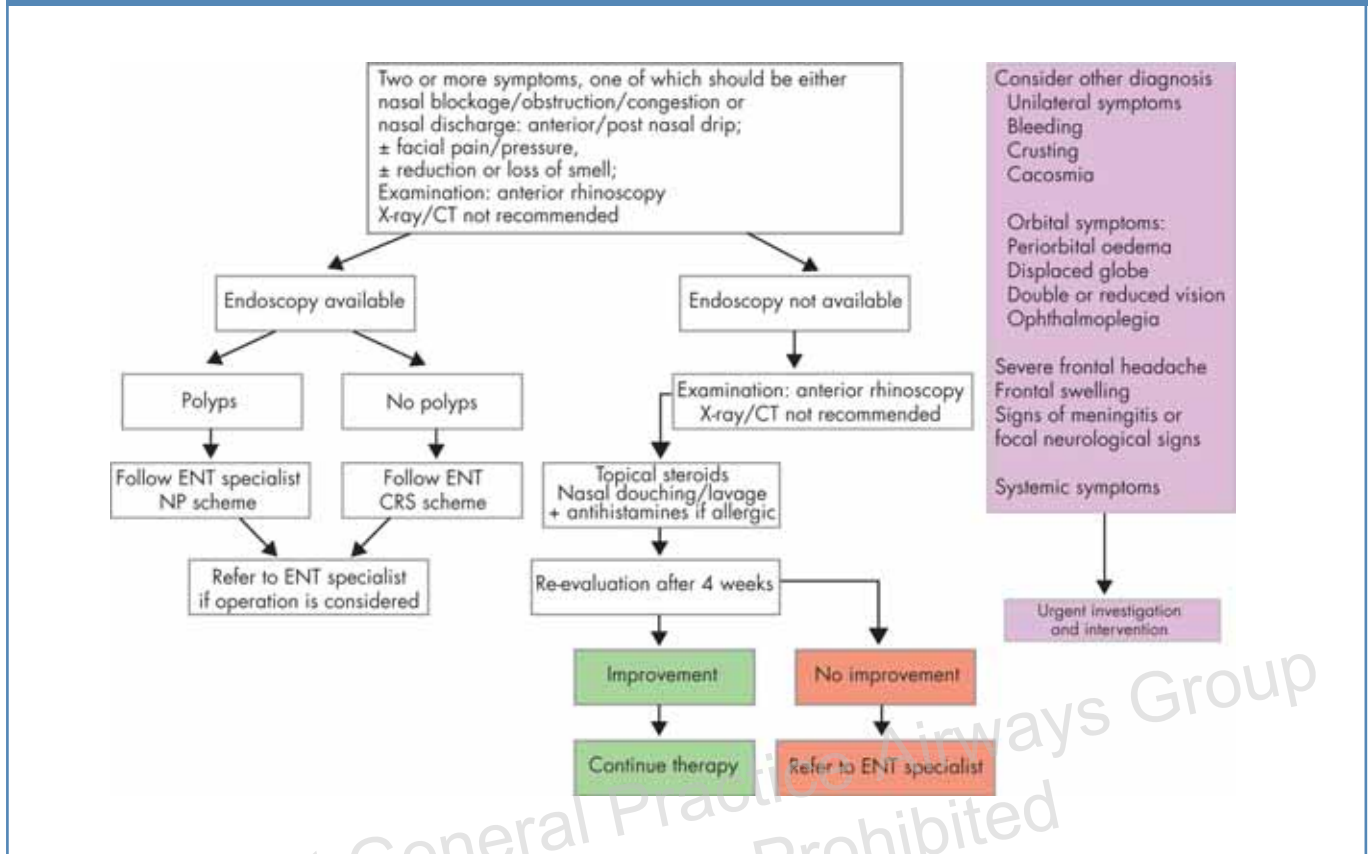 Two or more symptoms, one of which should be either
nasal blockage/obstruction/congestion or
nasal discharge: anterior/post nasal drip;
± facial pain/pressure,
± reduction or loss of smell;
Examination: anterior rhinoscopy
X-ray/CT not recommended
Endoscopy available
Endoscopy not available
Polyps
No polyps
Examination: anterior rhinoscopy
X-ray/CT not recommended
Follow ENT specialist
NP scheme
Follow ENT
CRS scheme
Topical steroids
Nasal douching/lavage
+ antihistamines if allergic
Refer to ENT specialist
if operation is considered
Re-evaluation after 4 weeks
Improvement
No improvement
Continue therapy
Refer to ENT specialist
Consider other diagnosis
Unilateral symptoms
Bleeding
Crusting
Cacosmia
Orbital symptoms:
Periorbital oedema
Displaced globe
Double or reduced vision
Ophthalmoplegia
Severe frontal headache
Frontal swelling
Signs of meningitis or
focal neurological signs
Systemic symptoms
Urgent investigation
and intervention
General Practice Airways Group
Prohibited